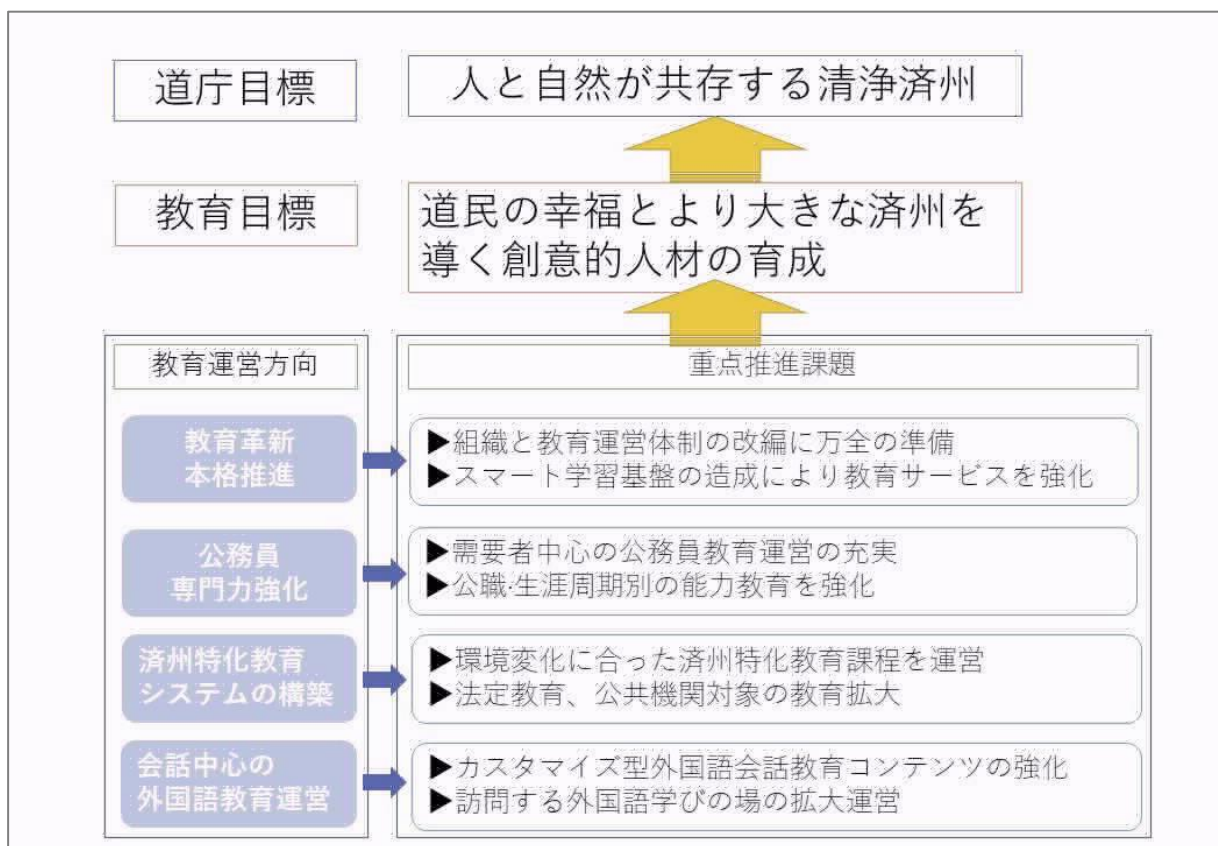 道庁目標
人と自然が共存する清浄済州
教育目標
道民の幸福とより大きな済州を
導く創意的人材の育成
教育運営方向
重点推進課題
教育革新
本格推進
▶組織と教育運営体制の改編に万全の準備
▶スマート学習基盤の造成により教育サービスを強化
公務員
専門力強化
▶需要者中心の公務員教育運営の充実
▶公職·生涯周期別の能力教育を強化
済州特化教育
システムの構築
▶環境変化に合った済州特化教育課程を運営
▶法定教育、公共機関対象の教育拡大
会話中心の
外国語教育運営
▶カスタマイズ型外国語会話教育コンテンツの強化
▶訪問する外国語学びの場の拡大運営